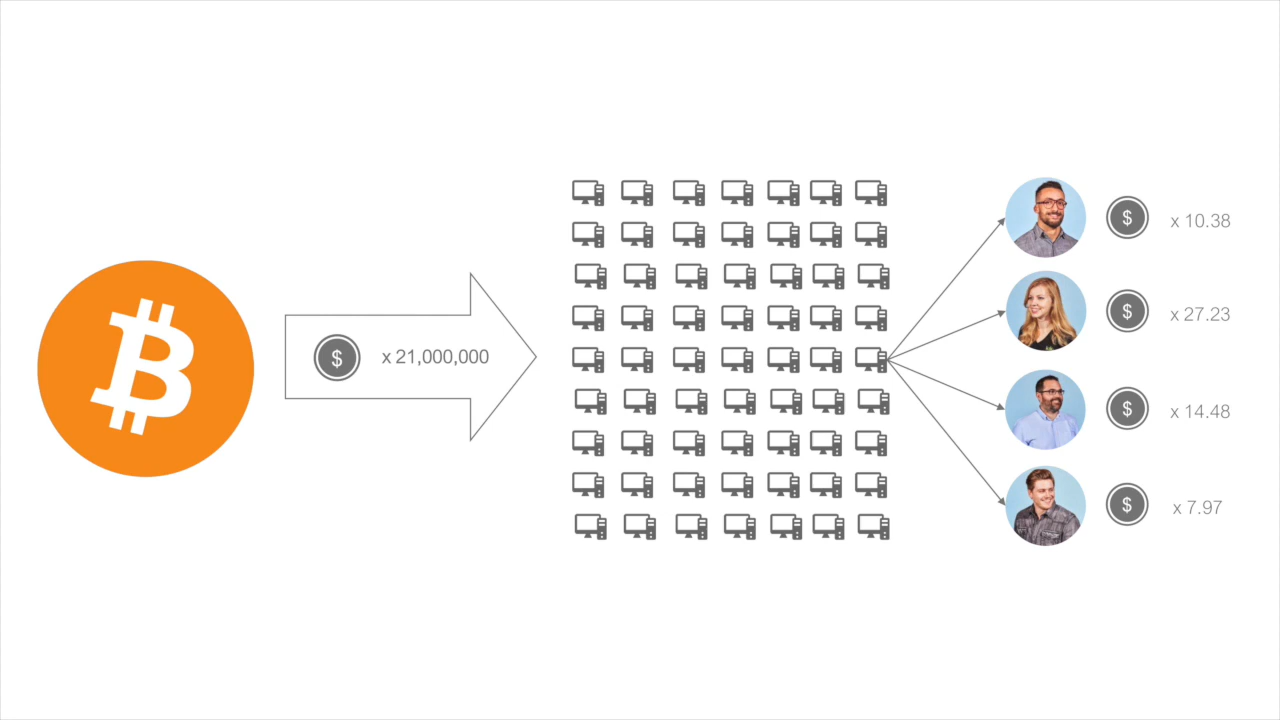 $ x 21,000,000
$ x 10.38
$ x 27.23
$ x 14.48
$ x 7.97